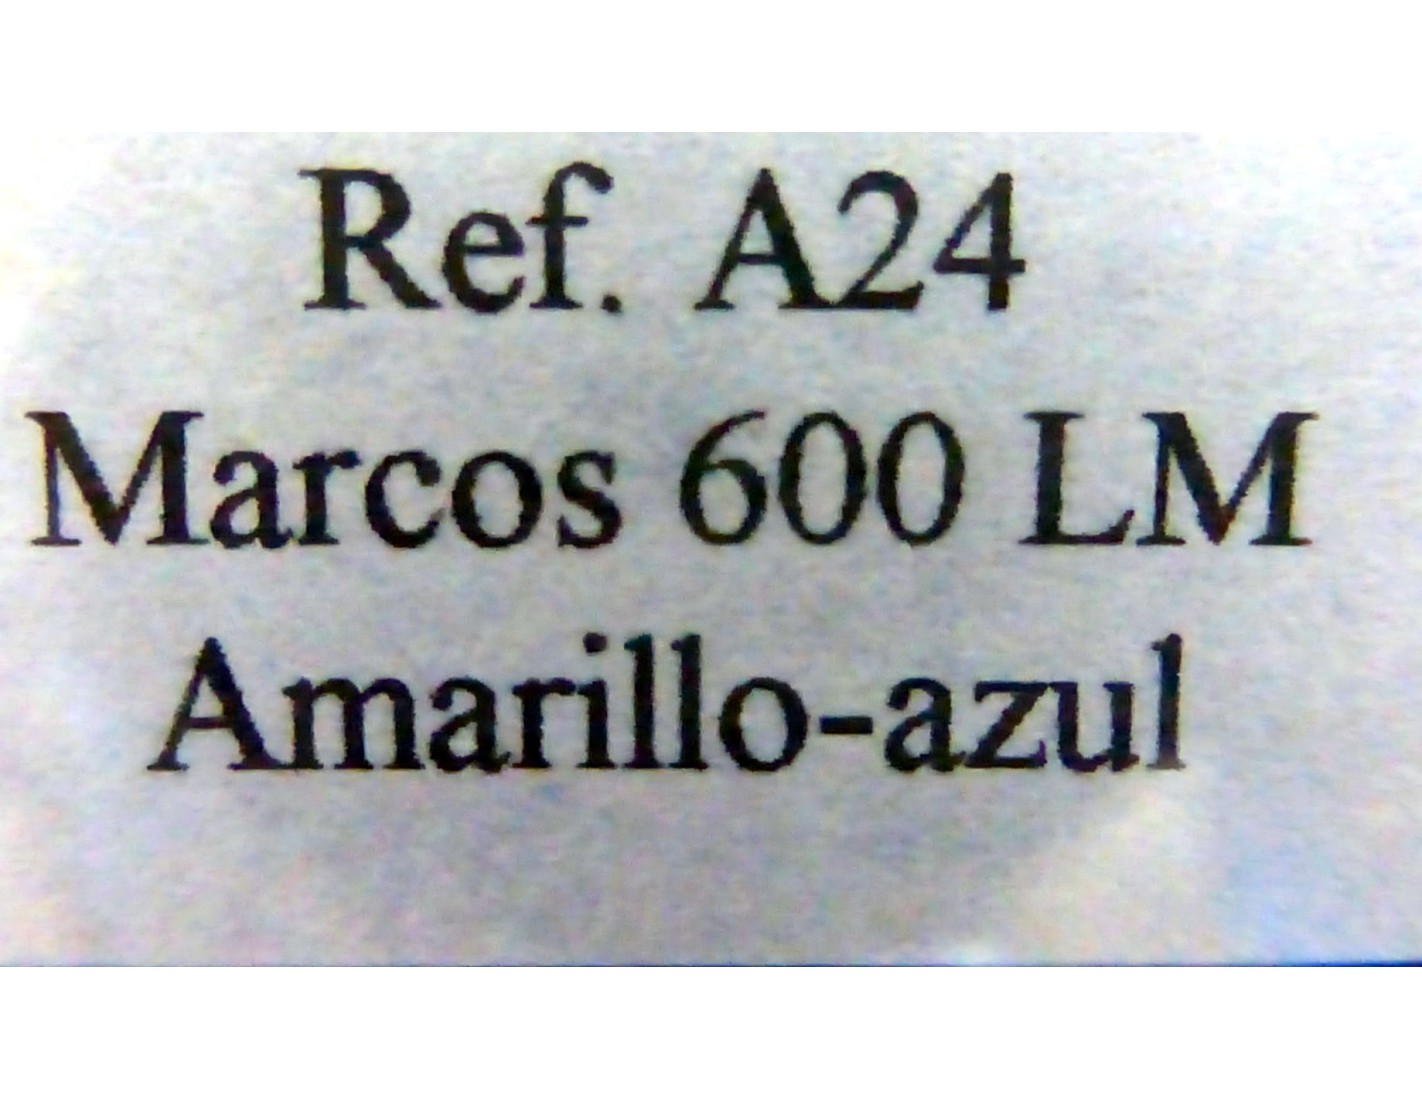 Ref. A24
Marcos 600 LM
Amarillo-azul